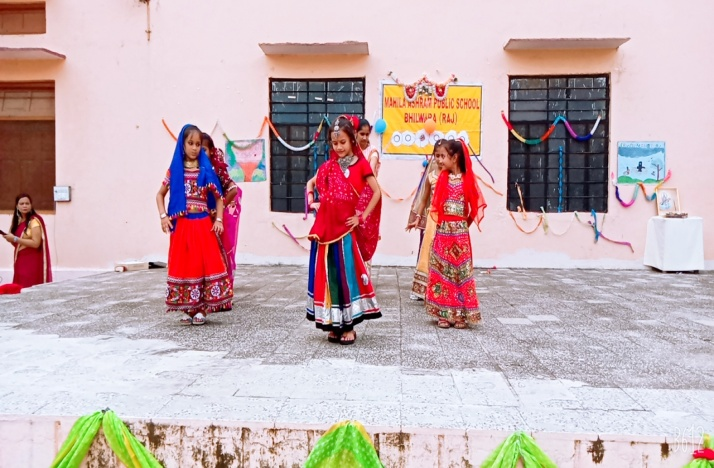 MAHILA ASHRAM PUBLIC SCHOOL
BHILWARA (RAJ)